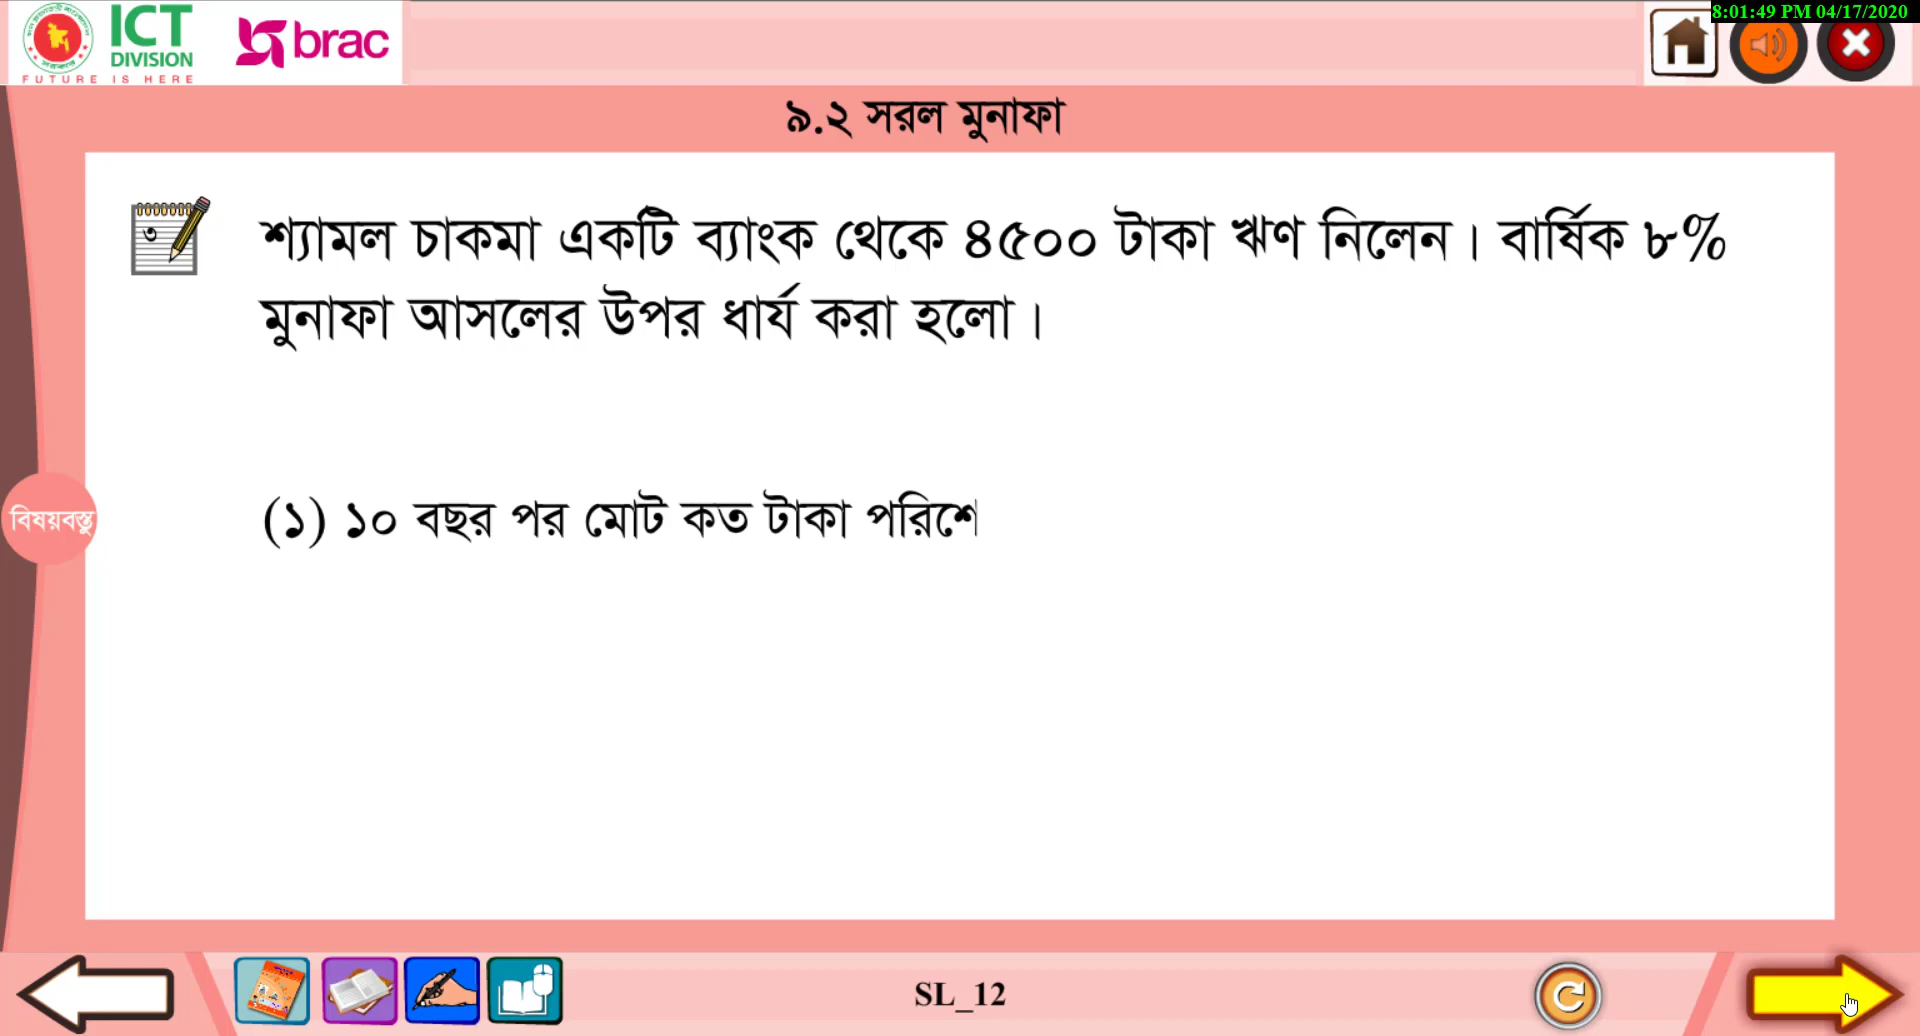 8:01:49 PM 04/17/2020
ICT
DIVISION
FUTURE IS HERE
brac
৯.২ সরল মুনাফা
৩
শ্যামল চাকমা একটি ব্যাংক থেকে ৪৫০০ টাকা ঋণ নিলেন। বার্ষিক ৮%
মুনাফা আসলের উপর ধার্য করা হলো।
(১) ১০ বছর পর মোট কত টাকা পরিশে
বিষয়বস্তু
SL_12